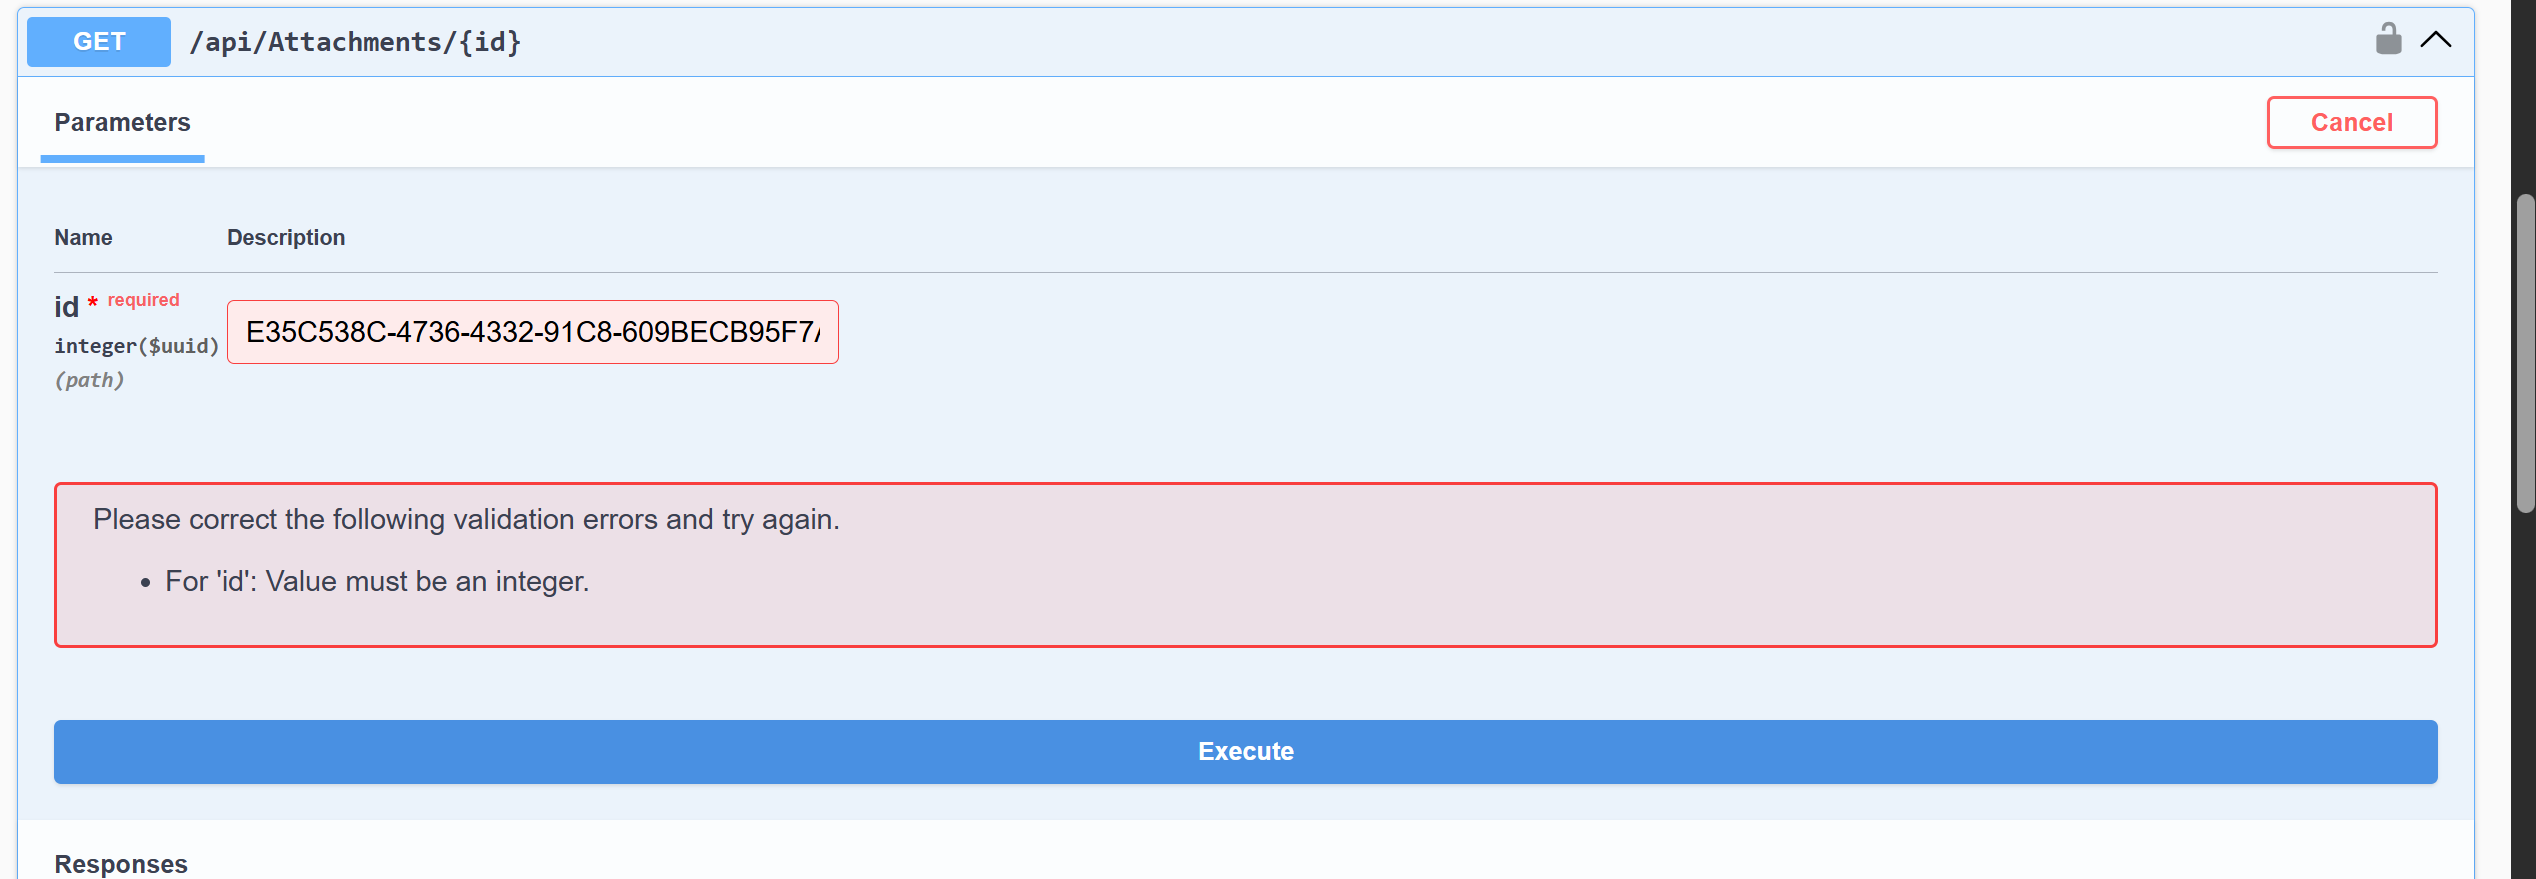 GET /api/Attachments/{id}
Parameters
Cancel
Name Description
id * required
integer($uuid)
(path)
E35C538C-4736-4332-91C8-609BECB95F7
Please correct the following validation errors and try again.
• For 'id': Value must be an integer.
Execute
Responses